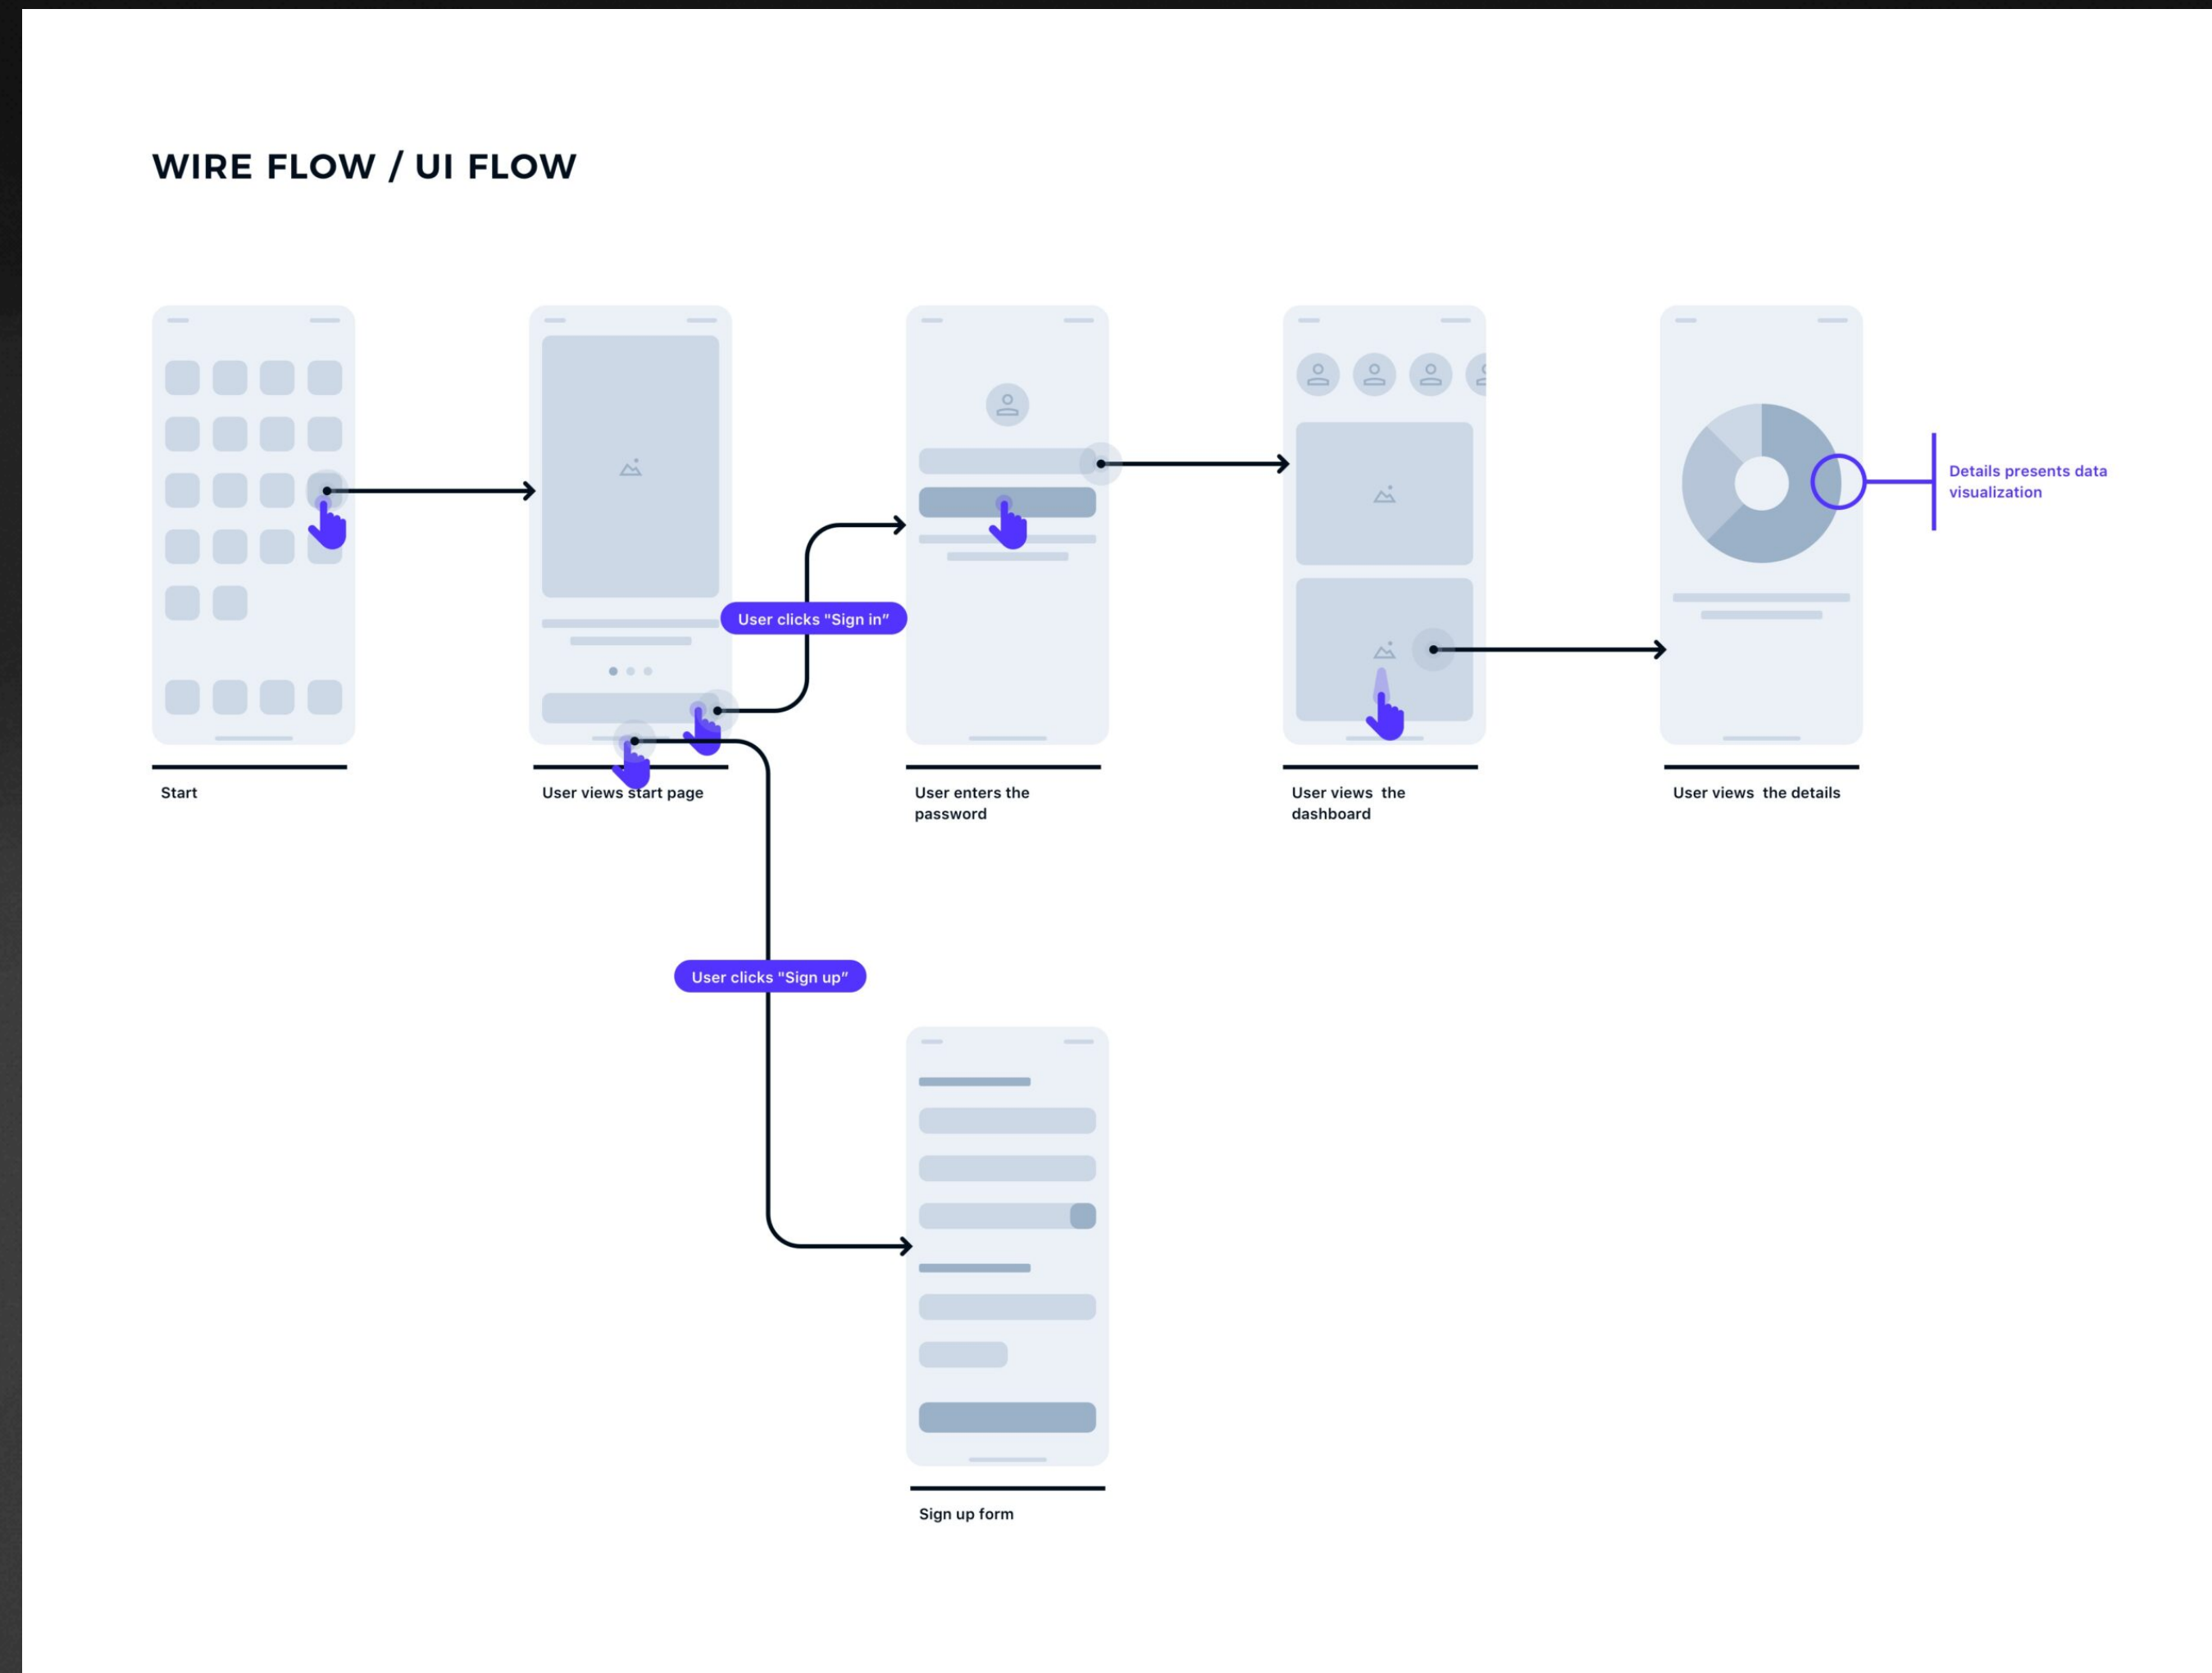 WIRE FLOW / UI FLOW
Details presents data
visualization
User clicks "Sign in”
Start
User views start page
User enters the
password
User views  the
dashboard
User views  the details
User clicks "Sign up”
Sign up form